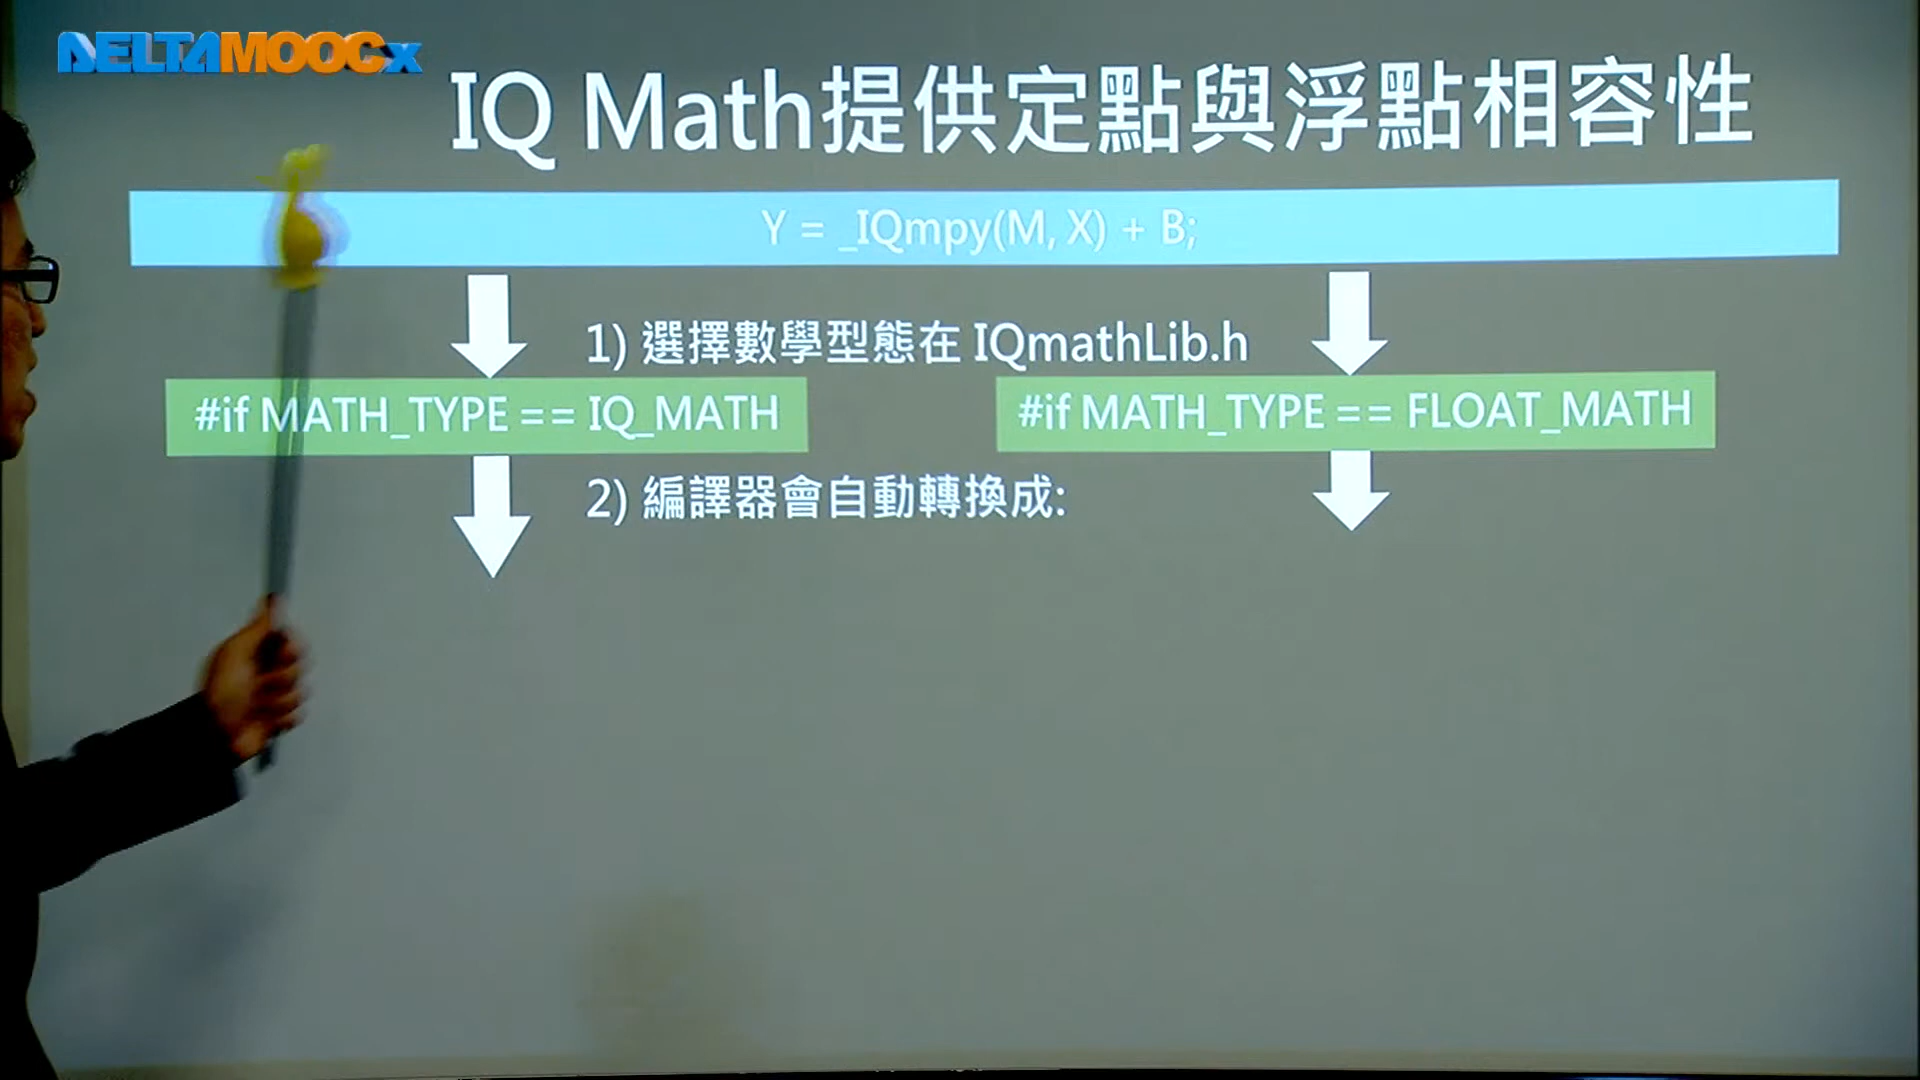 DELTAMOOCx
IQ Math提供定點與浮點相容性
Y = _IQmpy(M, X) + B;
1) 選擇數學型態在 IQmathLib.h
#if MATH_TYPE == IQ_MATH
#if MATH_TYPE == FLOAT_MATH
2) 編譯器會自動轉換成: